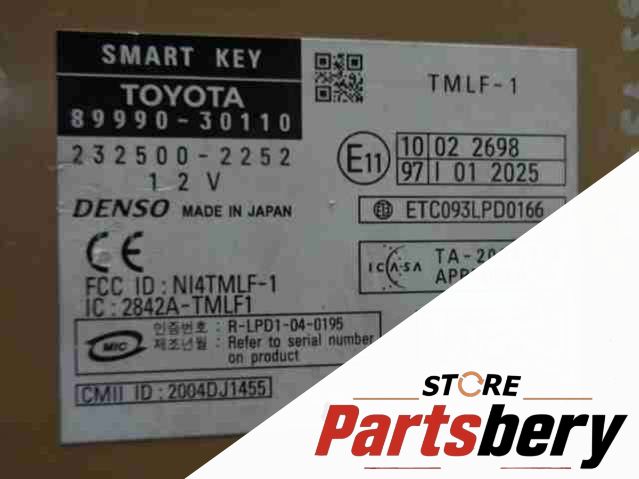 SMART KEY
TOYOTA
89990-30110
232500-2252
12V
DENSO MADE IN JAPAN
CE
FCC ID : NI4TMLF-1
IC : 2842A-TMLF1
MIC
인증번호 : R-LPD1-04-0195
제조년월 : Refer to serial number
on product
CMII ID : 2004DJ1455
TMLF-1
E11
10 02 2698
97 I 01 2025
ETC093LPD0166
ICASA
STORE
Partsbery